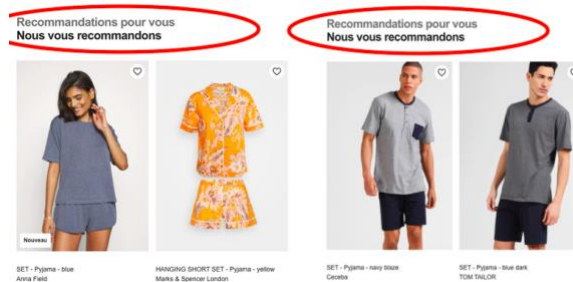 Recommandations pour vous
Nous vous recommandons
Recommandations pour vous
Nous vous recommandons
Nouveau
SET - Pyjama - blue
Anna Field
HANGING SHORT SET - Pyjama - yellow
Marks & Spencer London
SET - Pyjama - navy blaze
Ceceba
SET - Pyjama - blue dark
TOM TAILOR